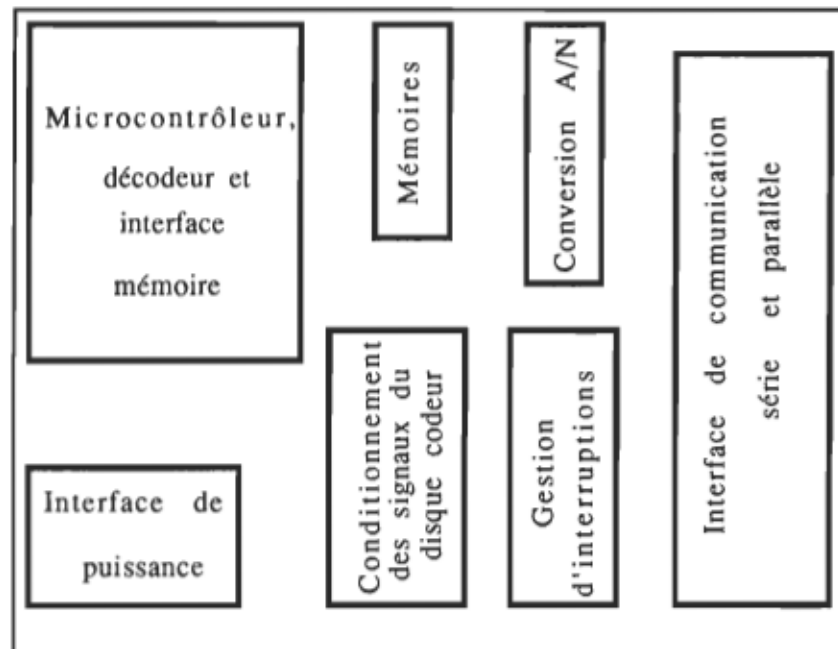 Microcontrôleur,
décodeur et
interface
mémoire
Mémoires
Conversion A/N
Interface de communication
série et parallèle
Interface de
puissance
Conditionnement
des signaux du
disque codeur
Gestion
d'interruptions